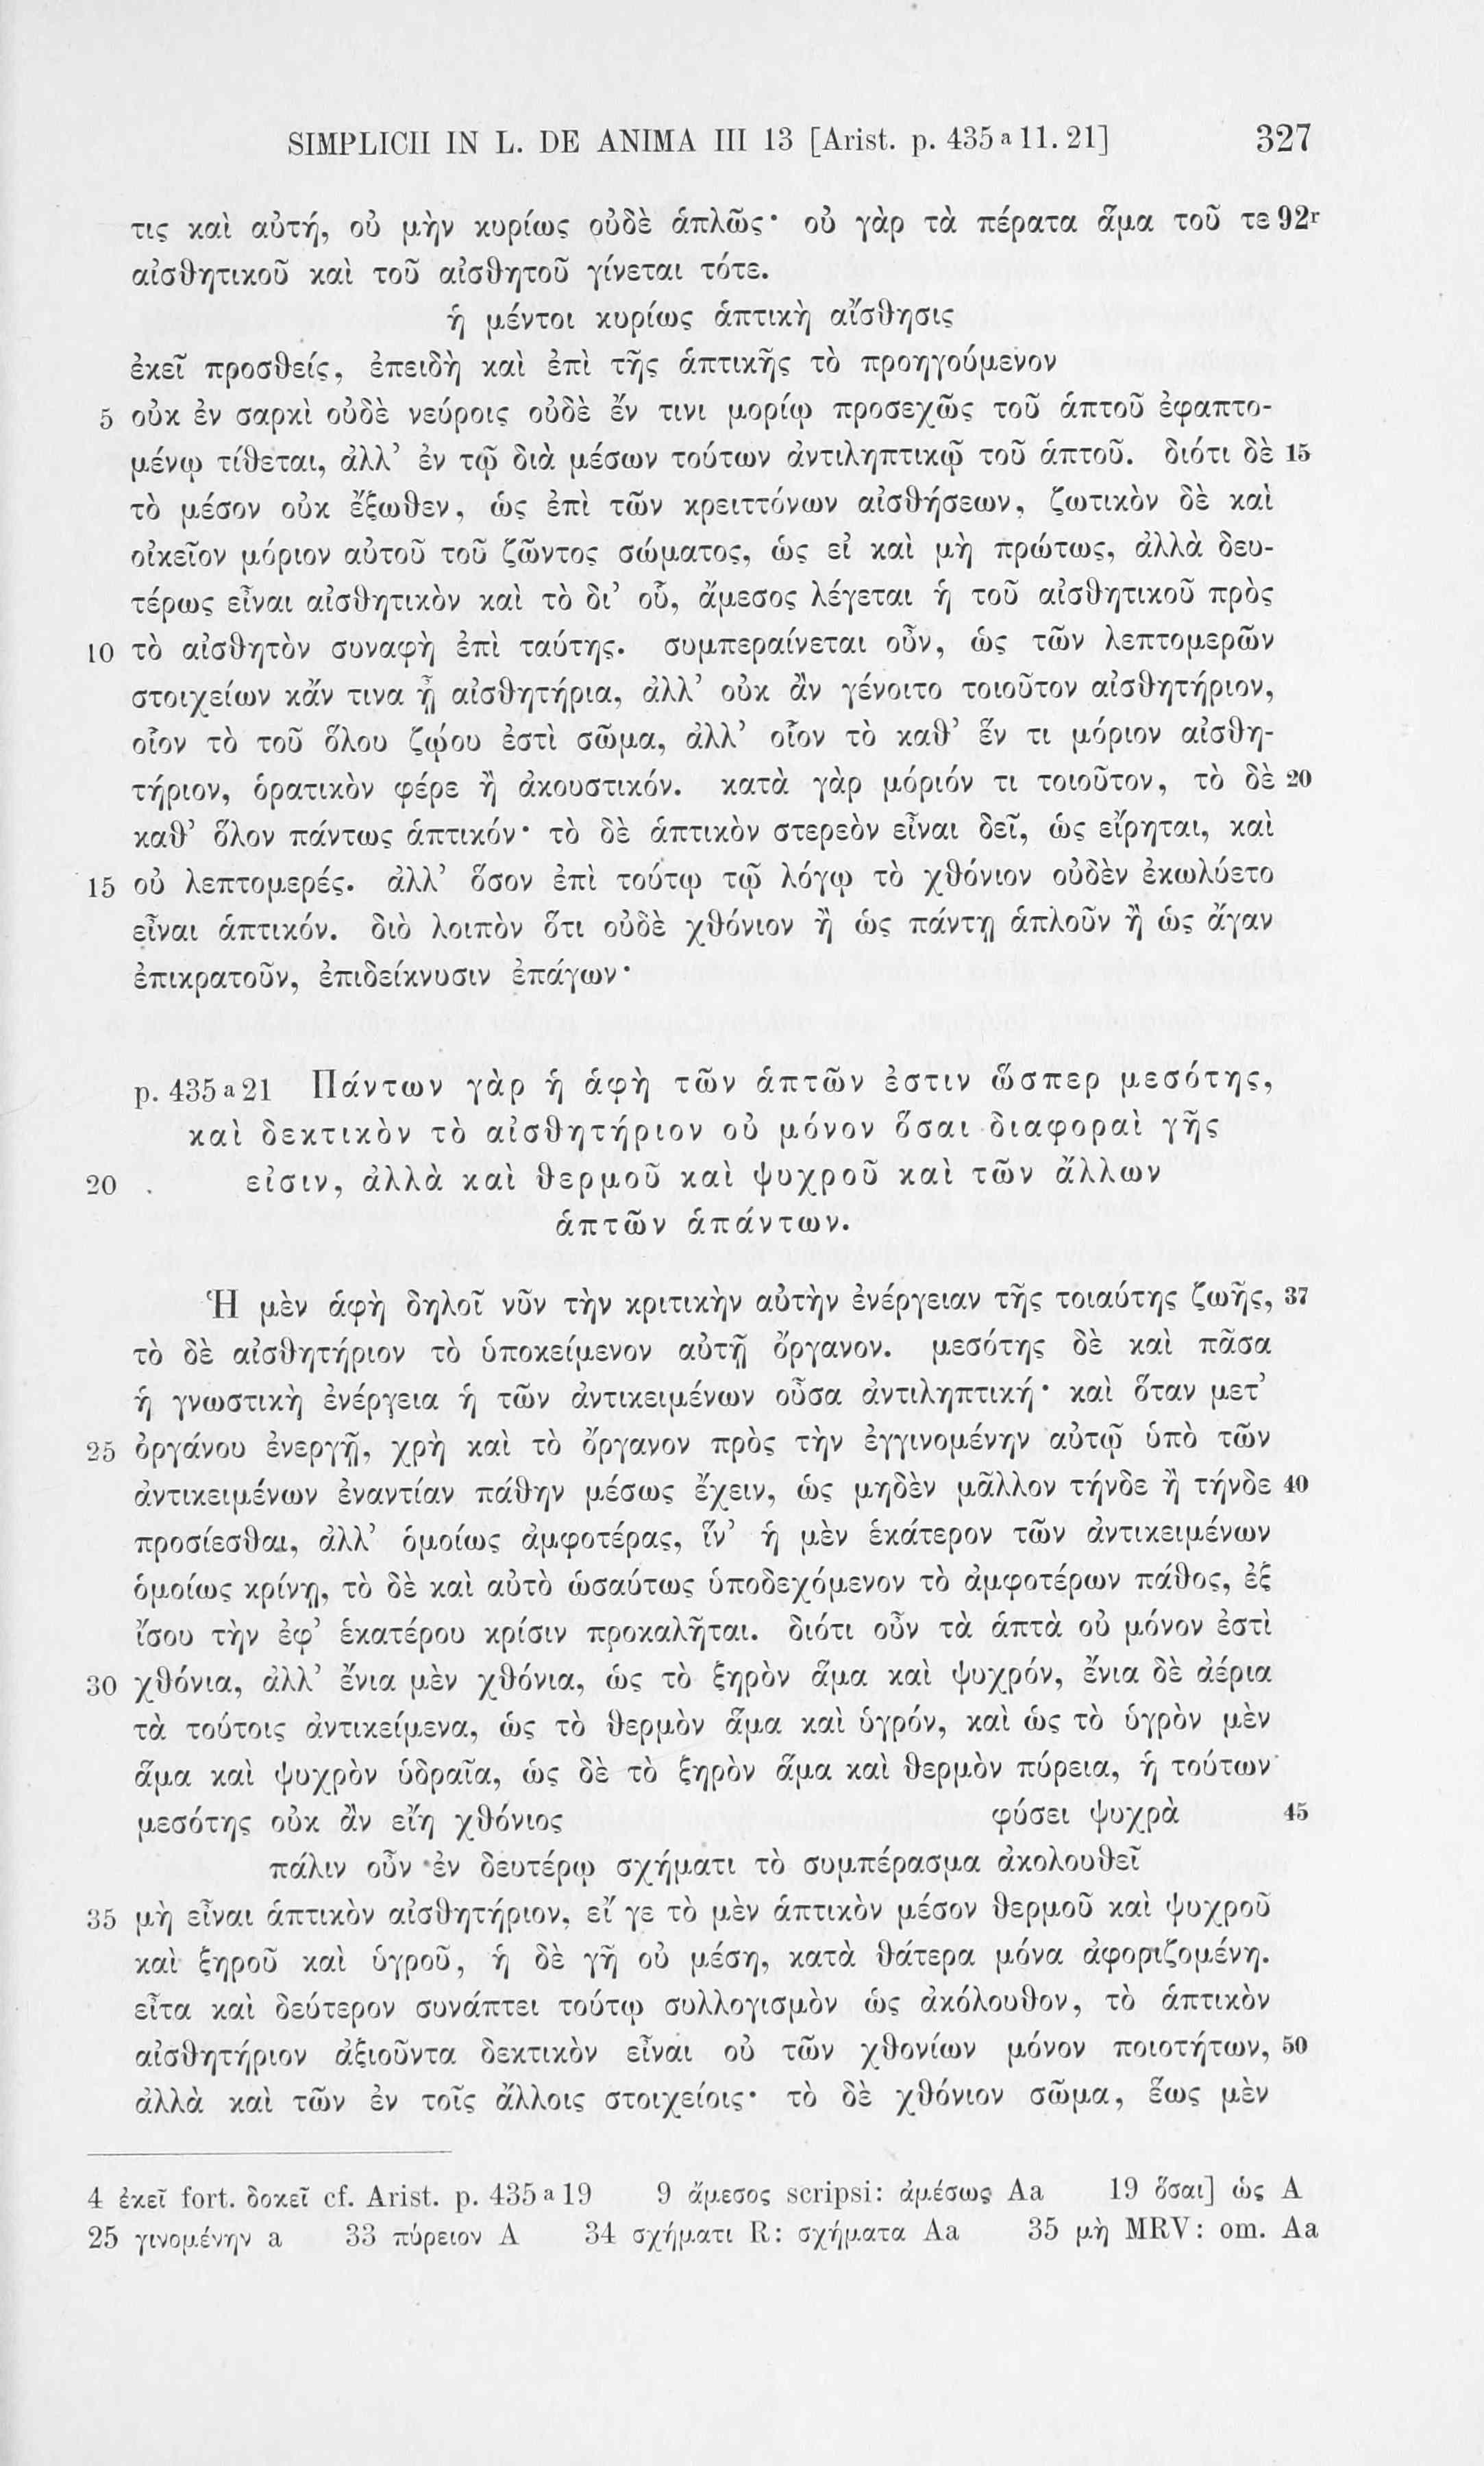 SIMPLICII IN L. DE ANIMA III 13 [Arist. p. 435 a 11. 21] 327
τις καὶ αὐτή, οὐ μὴν κυρίως οὐδὲ ἁπλῶς· οὐ γὰρ τὰ πέρατα ἅμα τοῦ τε 92r
αἰσθητικοῦ καὶ τοῦ αἰσθητοῦ γίνεται τότε.
ἡ μέντοι κυρίως ἁπτικὴ αἴσθησις
ἐκεῖ προσθείς, ἐπειδὴ καὶ ἐπὶ τῆς ἁπτικῆς τὸ προηγούμενον
5 οὐκ ἐν σαρκὶ οὐδὲ νεύροις οὐδὲ ἔν τινι μορίῳ προσεχῶς τοῦ ἁπτοῦ ἐφαπτο-
μένῳ τίθεται, ἀλλ’ ἐν τῷ διὰ μέσων τούτων ἀντιληπτικῷ τοῦ ἁπτοῦ. διότι δὲ 15
τὸ μέσον οὐκ ἔξωθεν, ὡς ἐπὶ τῶν κρειττόνων αἰσθήσεων, ζωτικὸν δὲ καὶ
οἰκεῖον μόριον αὐτοῦ τοῦ ζῶντος σώματος, ὡς εἰ καὶ μὴ πρώτως, ἀλλὰ δευ-
τέρως εἶναι αἰσθητικὸν καὶ τὸ δι’ οὗ, ἄμεσος λέγεται ἡ τοῦ αἰσθητικοῦ πρὸς
10 τὸ αἰσθητὸν συναφὴ ἐπὶ ταύτης. συμπεραίνεται οὖν, ὡς τῶν λεπτομερῶν
στοιχείων κἄν τινα ᾖ αἰσθητήρια, ἀλλ’ οὐκ ἂν γένοιτο τοιοῦτον αἰσθητήριον,
οἷον τὸ τοῦ ὅλου ζῴου ἐστὶ σῶμα, ἀλλ’ οἷον τὸ καθ’ ἕν τι μόριον αἰσθη-
τήριον, ὁρατικὸν φέρε ἢ ἀκουστικόν. κατὰ γὰρ μόριόν τι τοιοῦτον, τὸ δὲ 20
καθ’ ὅλον πάντως ἁπτικόν· τὸ δὲ ἁπτικὸν στερεὸν εἶναι δεῖ, ὡς εἴρηται, καὶ
15 οὐ λεπτομερές. ἀλλ’ ὅσον ἐπὶ τούτῳ τῷ λόγῳ τὸ χθόνιον οὐδὲν ἐκωλύετο
εἶναι ἁπτικόν. διὸ λοιπὸν ὅτι οὐδὲ χθόνιον ἢ ὡς πάντῃ ἁπλοῦν ἢ ὡς ἄγαν
ἐπικρατοῦν, ἐπιδείκνυσιν ἐπάγων·
p. 435 a 21 Πάντων γὰρ ἡ ἁφὴ τῶν ἁπτῶν ἐστιν ὥσπερ μεσότης,
καὶ δεκτικὸν τὸ αἰσθητήριον οὐ μόνον ὅσαι διαφοραὶ γῆς
20 εἰσιν, ἀλλὰ καὶ θερμοῦ καὶ ψυχροῦ καὶ τῶν ἄλλων
ἁπτῶν ἁπάντων.
Ἡ μὲν ἁφὴ δηλοῖ νῦν τὴν κριτικὴν αὐτὴν ἐνέργειαν τῆς τοιαύτης ζωῆς, 37
τὸ δὲ αἰσθητήριον τὸ ὑποκείμενον αὐτῇ ὄργανον. μεσότης δὲ καὶ πᾶσα
ἡ γνωστικὴ ἐνέργεια ἡ τῶν ἀντικειμένων οὖσα ἀντιληπτική· καὶ ὅταν μετ’
25 ὀργάνου ἐνεργῇ, χρὴ καὶ τὸ ὄργανον πρὸς τὴν ἐγγινομένην αὐτῷ ὑπὸ τῶν
ἀντικειμένων ἐναντίαν πάθην μέσως ἔχειν, ὡς μηδὲν μᾶλλον τήνδε ἢ τήνδε 40
προσίεσθαι, ἀλλ’ ὁμοίως ἀμφοτέρας, ἵν’ ἡ μὲν ἑκάτερον τῶν ἀντικειμένων
ὁμοίως κρίνῃ, τὸ δὲ καὶ αὐτὸ ὡσαύτως ὑποδεχόμενον τὸ ἀμφοτέρων πάθος, ἐξ
ἴσου τὴν ἐφ’ ἑκατέρου κρίσιν προκαλῆται. διότι οὖν τὰ ἁπτὰ οὐ μόνον ἐστὶ
30 χθόνια, ἀλλ’ ἔνια μὲν χθόνια, ὡς τὸ ξηρὸν ἅμα καὶ ψυχρόν, ἔνια δὲ ἀέρια
τὰ τούτοις ἀντικείμενα, ὡς τὸ θερμὸν ἅμα καὶ ὑγρόν, καὶ ὡς τὸ ὑγρὸν μὲν
ἅμα καὶ ψυχρὸν ὑδραῖα, ὡς δὲ τὸ ξηρὸν ἅμα καὶ θερμὸν πύρεια, ἡ τούτων
μεσότης οὐκ ἂν εἴη χθόνιος φύσει ψυχρὰ 45
πάλιν οὖν ἐν δευτέρῳ σχήματι τὸ συμπέρασμα ἀκολουθεῖ
35 μὴ εἶναι ἁπτικὸν αἰσθητήριον, εἴ γε τὸ μὲν ἁπτικὸν μέσον θερμοῦ καὶ ψυχροῦ
καὶ ξηροῦ καὶ ὑγροῦ, ἡ δὲ γῆ οὐ μέση, κατὰ θάτερα μόνα ἀφοριζομένη.
εἶτα καὶ δεύτερον συνάπτει τούτῳ συλλογισμὸν ὡς ἀκόλουθον, τὸ ἁπτικὸν
αἰσθητήριον ἀξιοῦντα δεκτικὸν εἶναι οὐ τῶν χθονίων μόνον ποιοτήτων, 50
ἀλλὰ καὶ τῶν ἐν τοῖς ἄλλοις στοιχείοις· τὸ δὲ χθόνιον σῶμα, ἕως μὲν
4 ἐκεῖ fort. δοκεῖ cf. Arist. p. 435 a 19 9 ἄμεσος scripsi: ἀμέσως Aa 19 ὅσαι] ὡς A
25 γινομένην a 33 πύρειον A 34 σχήματι R: σχήματα Aa 35 μὴ MRV: om. Aa